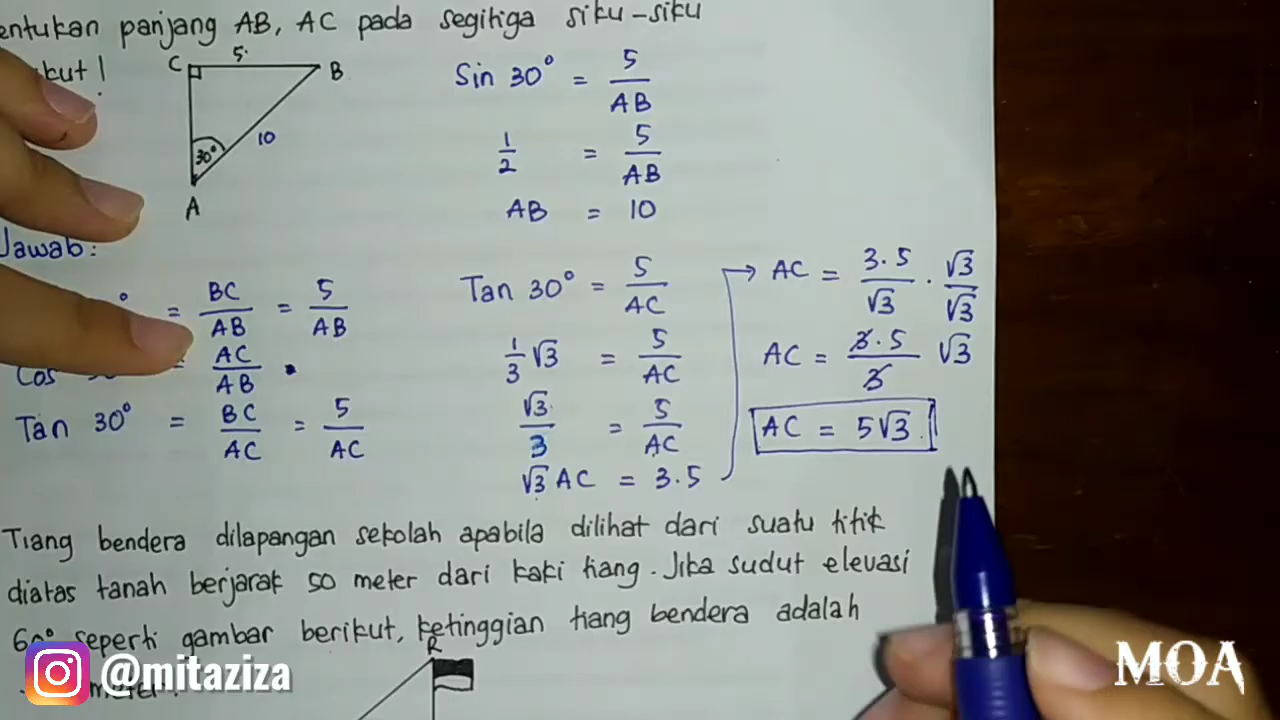 entukan panjang AB, AC pada segitiga siku-siku
kut!
C 5 B
10
30°
A
Sin 30° = 5/AB
1/2 = 5/AB
AB = 10
Jawab:
° = BC/AB = 5/AB
Cos = AC/AB
Tan 30° = BC/AC = 5/AC
Tan 30° = 5/AC
1/3 √3 = 5/AC
√3/3 = 5/AC
√3 AC = 3.5
→ AC = 3.5/√3 . √3/√3
AC = 3.5/3 √3
AC = 5√3
Tiang bendera dilapangan sekolah apabila dilihat dari suatu titik
diatas tanah berjarak 50 meter dari kaki tiang. Jika sudut elevasi
60° seperti gambar berikut, ketinggian tiang bendera adalah
meter.
R
@mitaziza
MOA